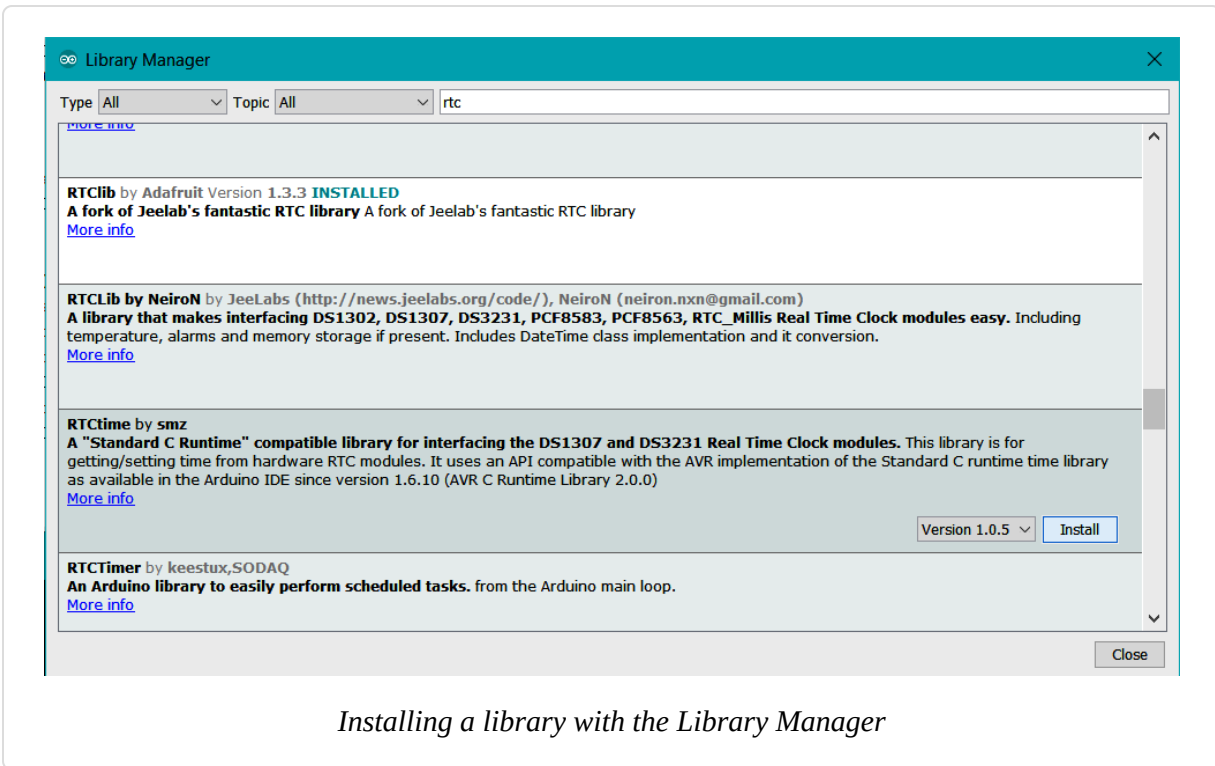 Library Manager
Type All Topic All rtc
More info
RTClib by Adafruit Version 1.3.3 INSTALLED
A fork of Jeelab's fantastic RTC library A fork of Jeelab's fantastic RTC library
More info
RTCLib by NeiroN by JeeLabs (http://news.jeelabs.org/code/), NeiroN (neiron.nxn@gmail.com)
A library that makes interfacing DS1302, DS1307, DS3231, PCF8583, PCF8563, RTC_Millis Real Time Clock modules easy. Including
temperature, alarms and memory storage if present. Includes DateTime class implementation and it conversion.
More info
RTCtime by smz
A "Standard C Runtime" compatible library for interfacing the DS1307 and DS3231 Real Time Clock modules. This library is for
getting/setting time from hardware RTC modules. It uses an API compatible with the AVR implementation of the Standard C runtime time library
as available in the Arduino IDE since version 1.6.10 (AVR C Runtime Library 2.0.0)
More info
Version 1.0.5 Install
RTCTimer by keestux,SODAQ
An Arduino library to easily perform scheduled tasks. from the Arduino main loop.
More info
Close
Installing a library with the Library Manager